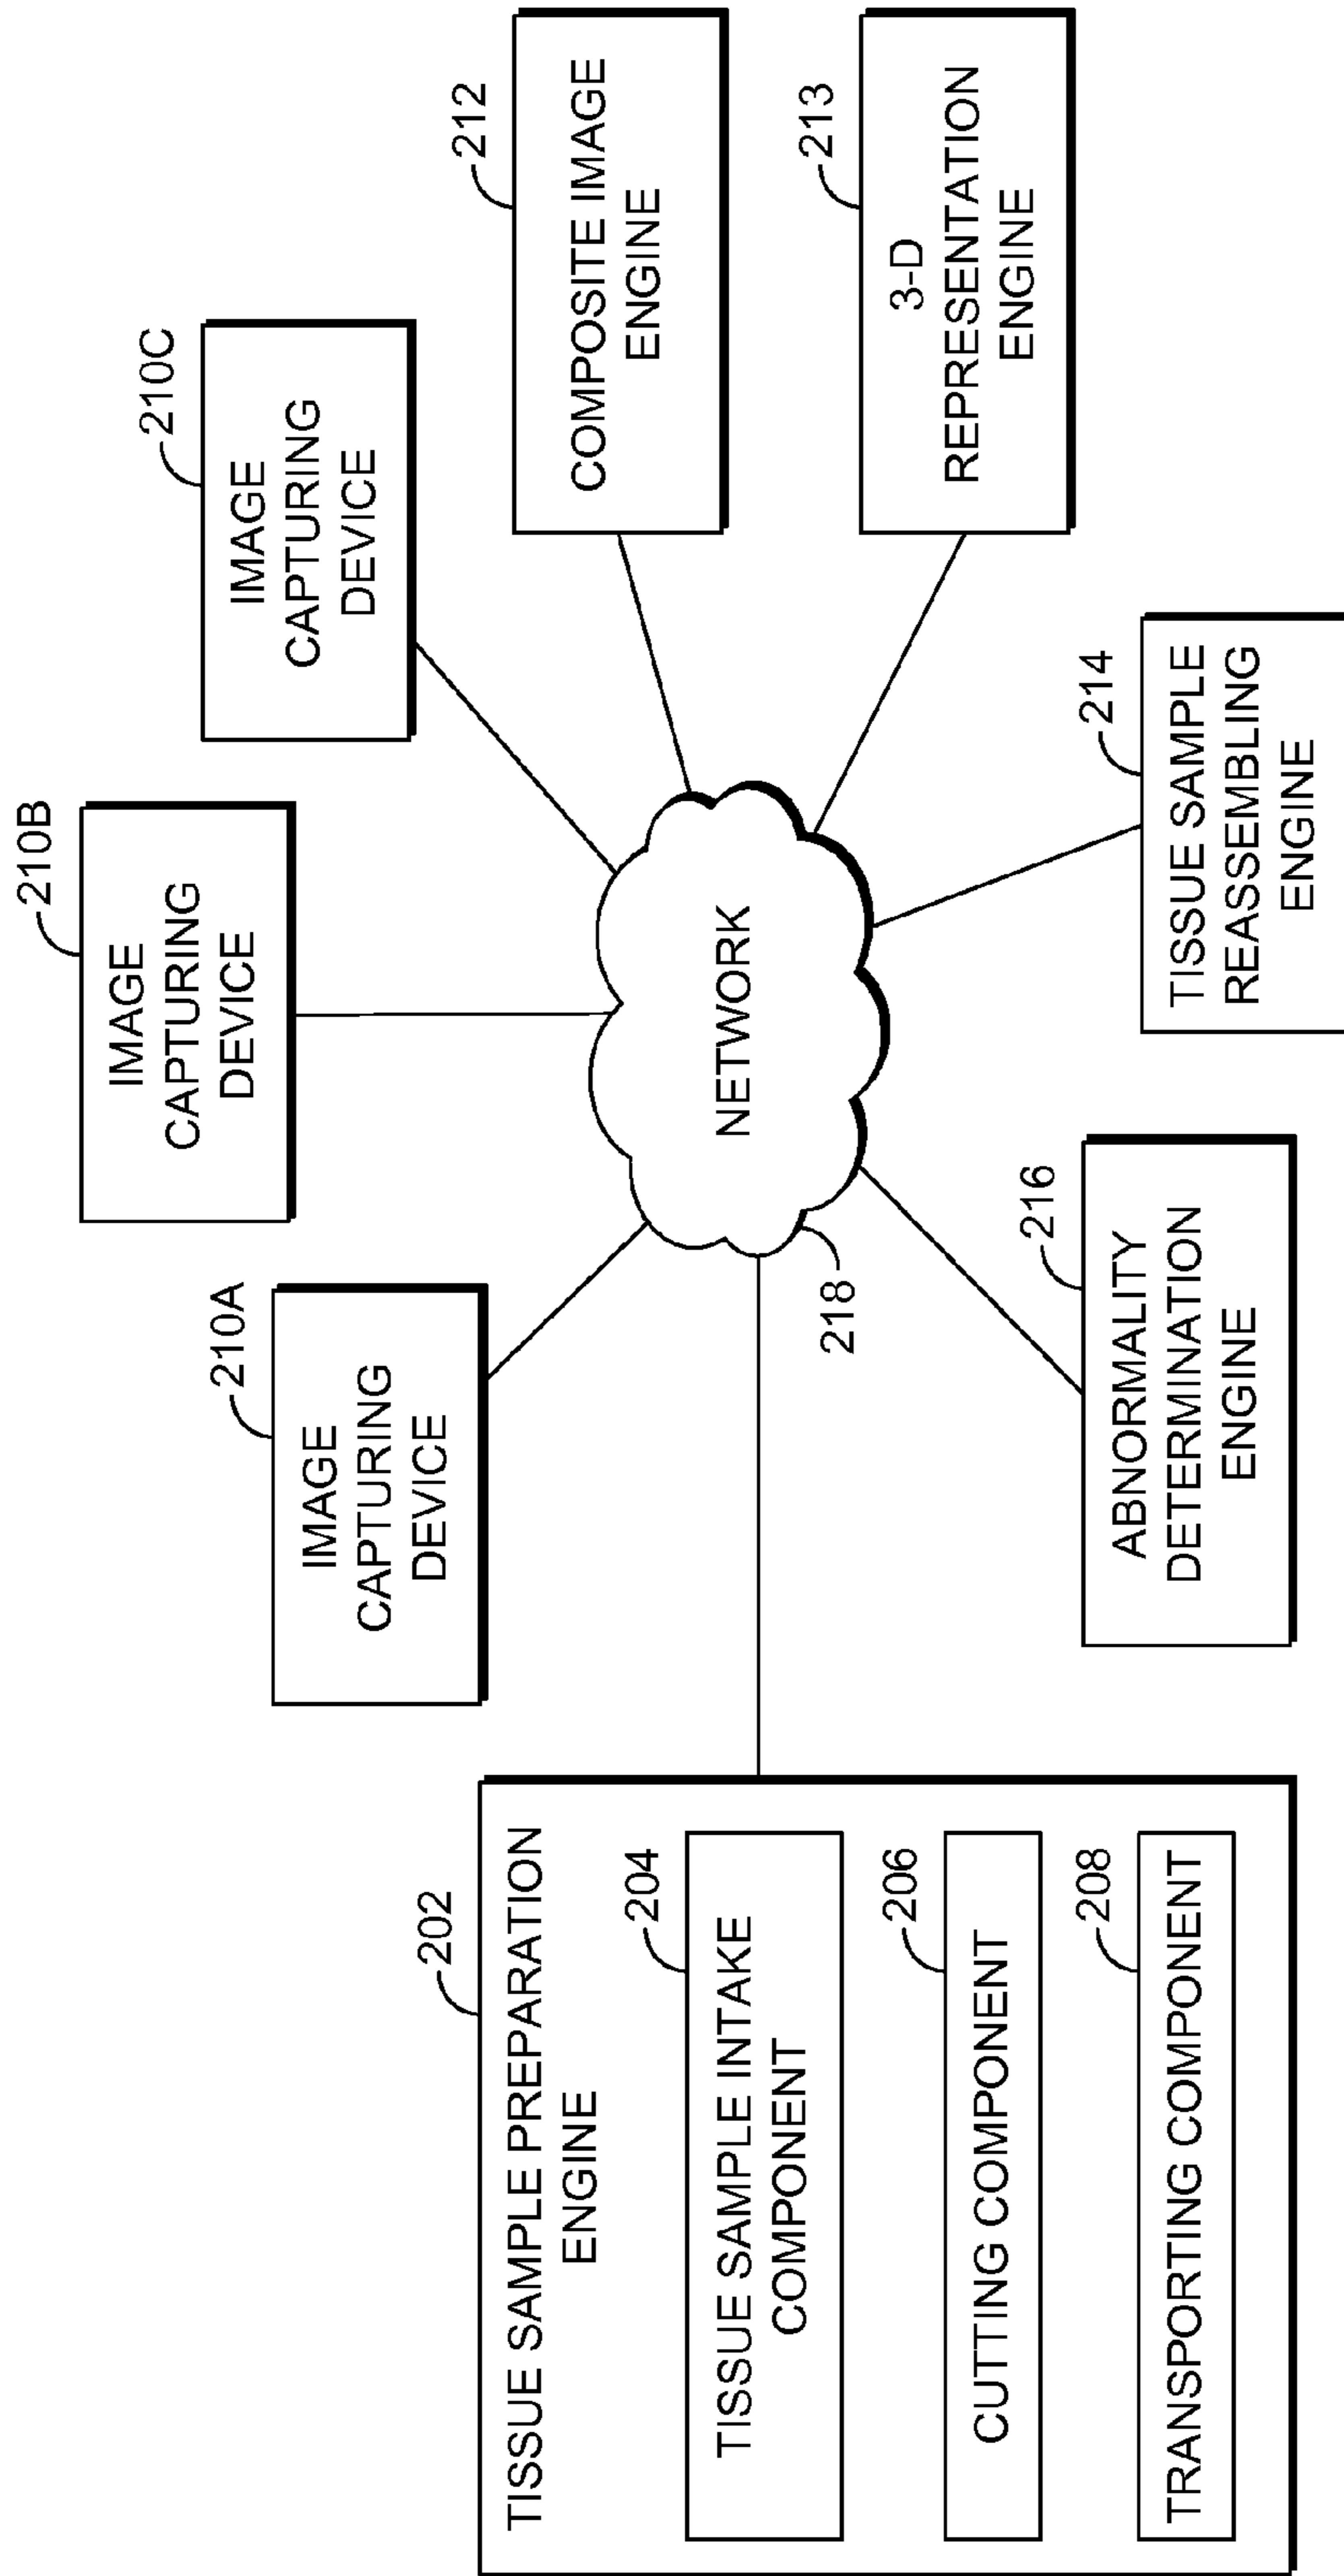 202
TISSUE SAMPLE PREPARATION
ENGINE
204
TISSUE SAMPLE INTAKE
COMPONENT
206
CUTTING COMPONENT
208
TRANSPORTING COMPONENT
210A
IMAGE
CAPTURING
DEVICE
210B
IMAGE
CAPTURING
DEVICE
210C
IMAGE
CAPTURING
DEVICE
212
COMPOSITE IMAGE
ENGINE
213
3-D
REPRESENTATION
ENGINE
214
TISSUE SAMPLE
REASSEMBLING
ENGINE
216
ABNORMALITY
DETERMINATION
ENGINE
NETWORK
218